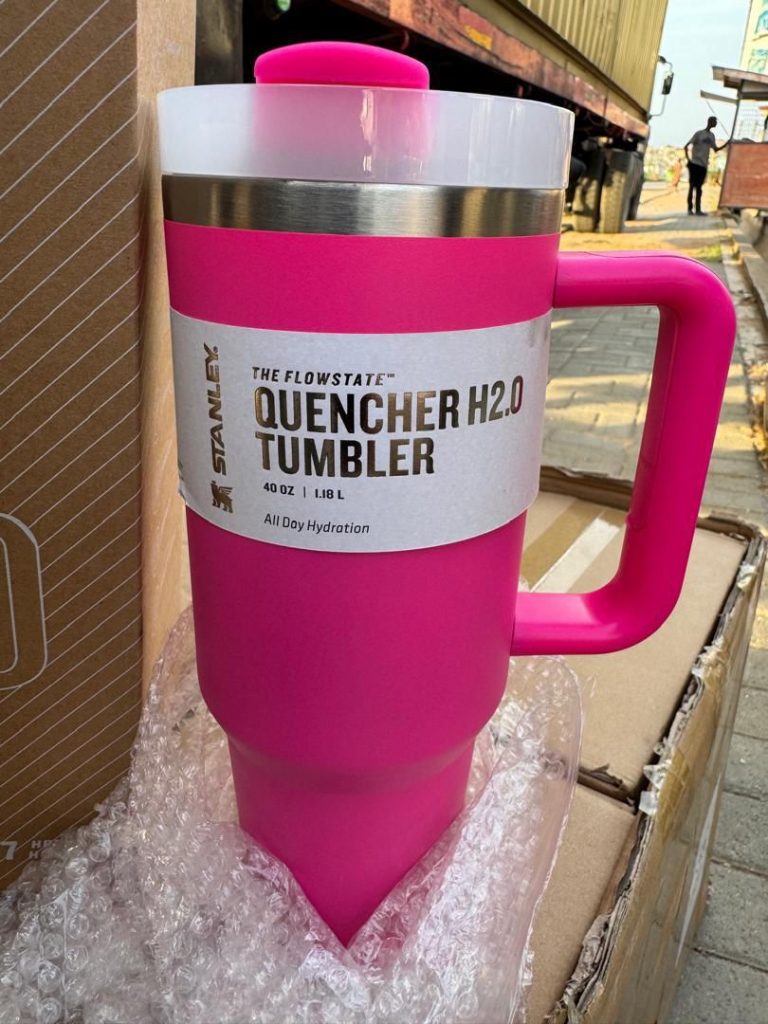 STANLEY.
THE FLOWSTATE™
QUENCHER H2.0
TUMBLER
40 OZ | 1.18 L
All Day Hydration